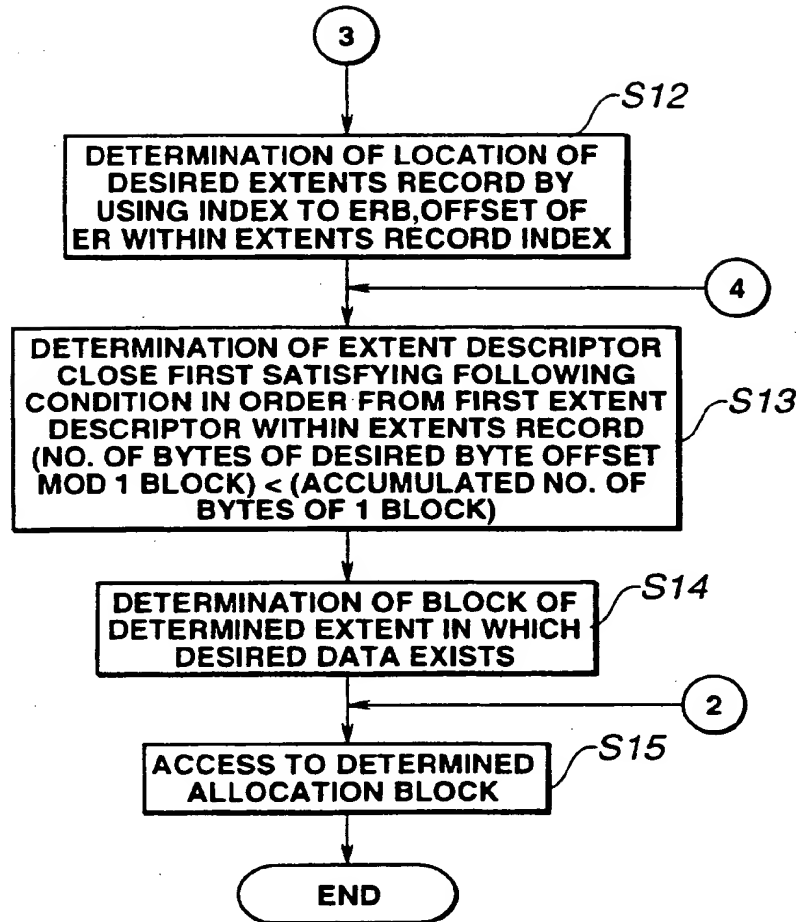 3
S12
DETERMINATION OF LOCATION OF
DESIRED EXTENTS RECORD BY
USING INDEX TO ERB,OFFSET OF
ER WITHIN EXTENTS RECORD INDEX
4
DETERMINATION OF EXTENT DESCRIPTOR
CLOSE FIRST SATISFYING FOLLOWING
CONDITION IN ORDER FROM FIRST EXTENT
DESCRIPTOR WITHIN EXTENTS RECORD
(NO. OF BYTES OF DESIRED BYTE OFFSET
MOD 1 BLOCK) < (ACCUMULATED NO. OF
BYTES OF 1 BLOCK)
S13
S14
DETERMINATION OF BLOCK OF
DETERMINED EXTENT IN WHICH
DESIRED DATA EXISTS
2
S15
ACCESS TO DETERMINED
ALLOCATION BLOCK
END